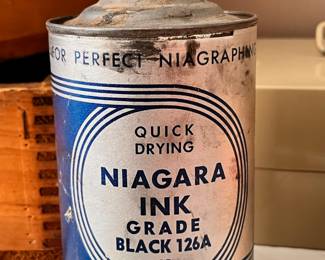 FOR PERFECT NIAGRAPHING
QUICK
DRYING
NIAGARA
INK
GRADE
BLACK 126A